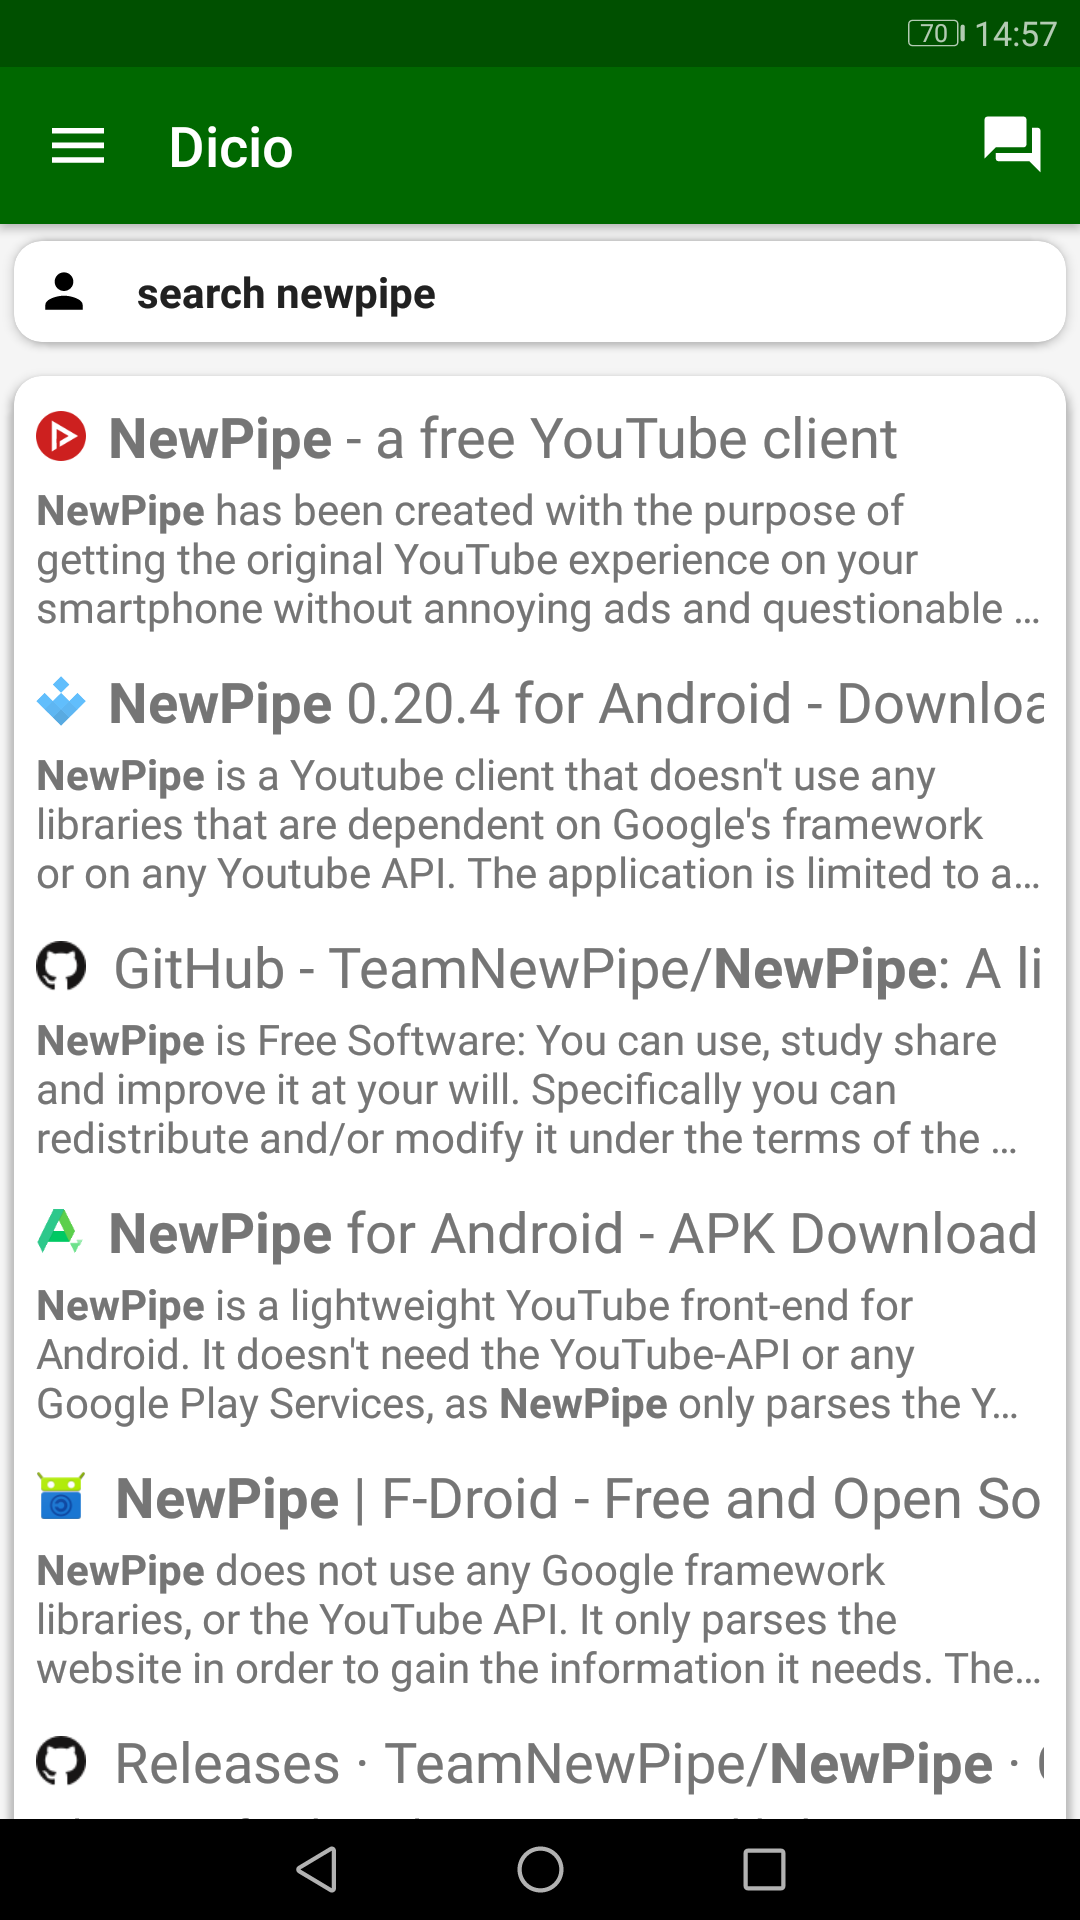 70 14:57
Dicio
search newpipe
NewPipe - a free YouTube client
NewPipe has been created with the purpose of
getting the original YouTube experience on your
smartphone without annoying ads and questionable ...
NewPipe 0.20.4 for Android - Downloa
NewPipe is a Youtube client that doesn't use any
libraries that are dependent on Google's framework
or on any Youtube API. The application is limited to a...
GitHub - TeamNewPipe/NewPipe: A li
NewPipe is Free Software: You can use, study share
and improve it at your will. Specifically you can
redistribute and/or modify it under the terms of the ...
NewPipe for Android - APK Download
NewPipe is a lightweight YouTube front-end for
Android. It doesn't need the YouTube-API or any
Google Play Services, as NewPipe only parses the Y...
NewPipe | F-Droid - Free and Open So
NewPipe does not use any Google framework
libraries, or the YouTube API. It only parses the
website in order to gain the information it needs. The...
Releases · TeamNewPipe/NewPipe ·